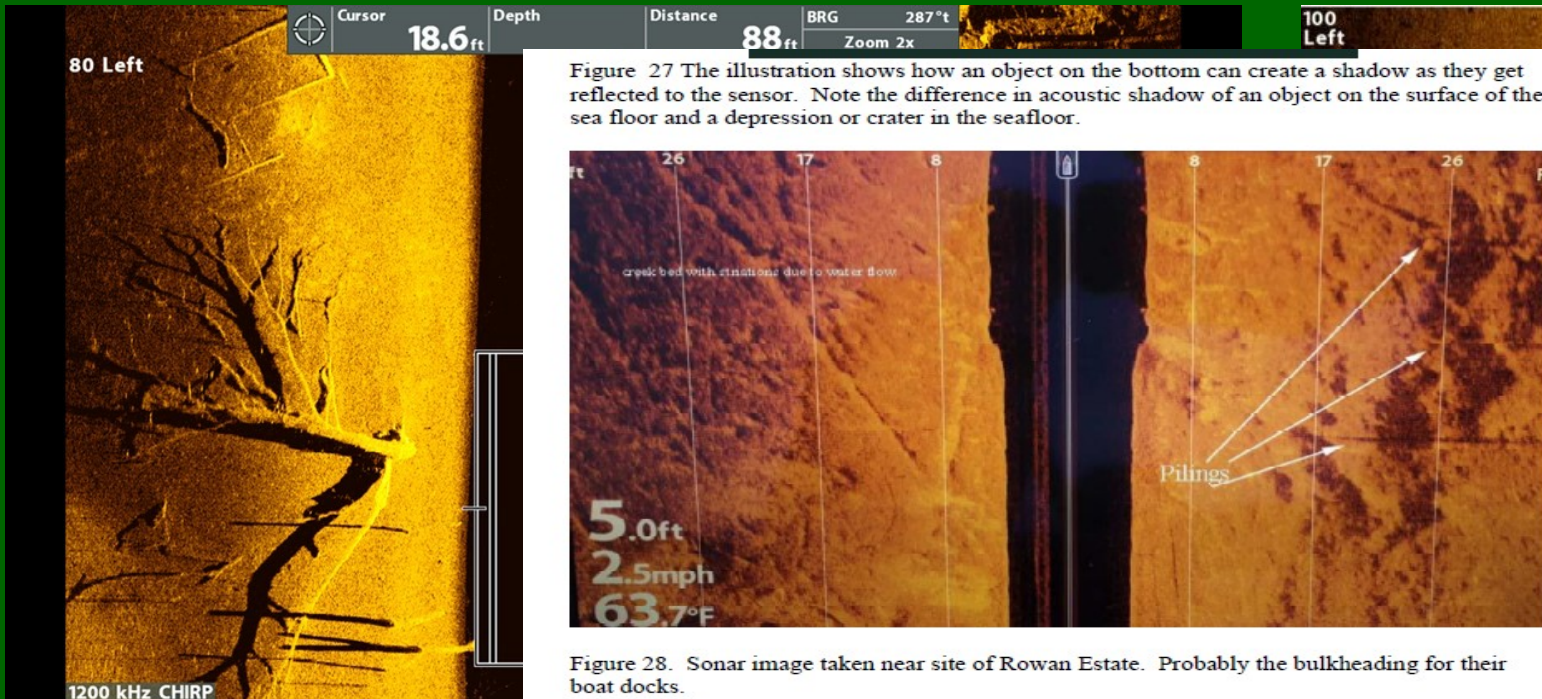 Cursor
18.6ft
Depth
Distance
88ft
BRG 287°t
Zoom 2x
100
Left
80 Left
Figure 27 The illustration shows how an object on the bottom can create a shadow as they get
reflected to the sensor. Note the difference in acoustic shadow of an object on the surface of the
sea floor and a depression or crater in the seafloor.
ft 26 17 8 8 17 26
creek bed with striations due to water flow
Pilings
5.0ft
2.5mph
63.7°F
1200 kHz CHIRP
Figure 28. Sonar image taken near site of Rowan Estate. Probably the bulkheading for their
boat docks.